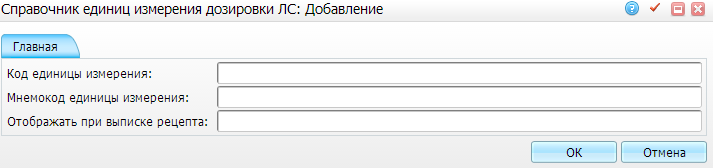 Справочник единиц измерения дозировки ЛС: Добавление
Главная
Код единицы измерения:
Мнемокод единицы измерения:
Отображать при выписке рецепта:
ОК Отмена